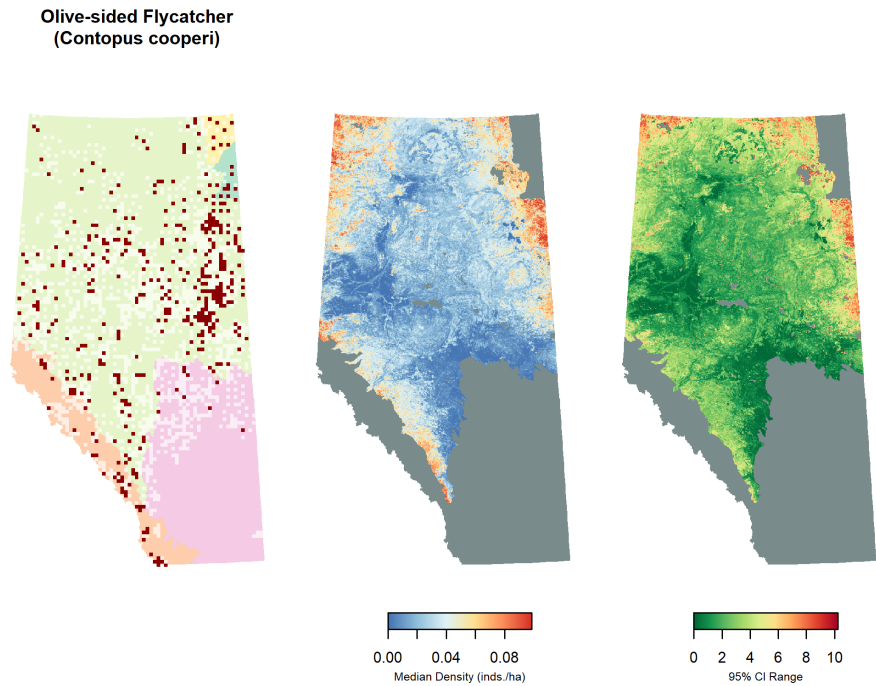 Olive-sided Flycatcher
(Contopus cooperi)
0.00 0.04 0.08
Median Density (inds./ha)
0 2 4 6 8 10
95% CI Range